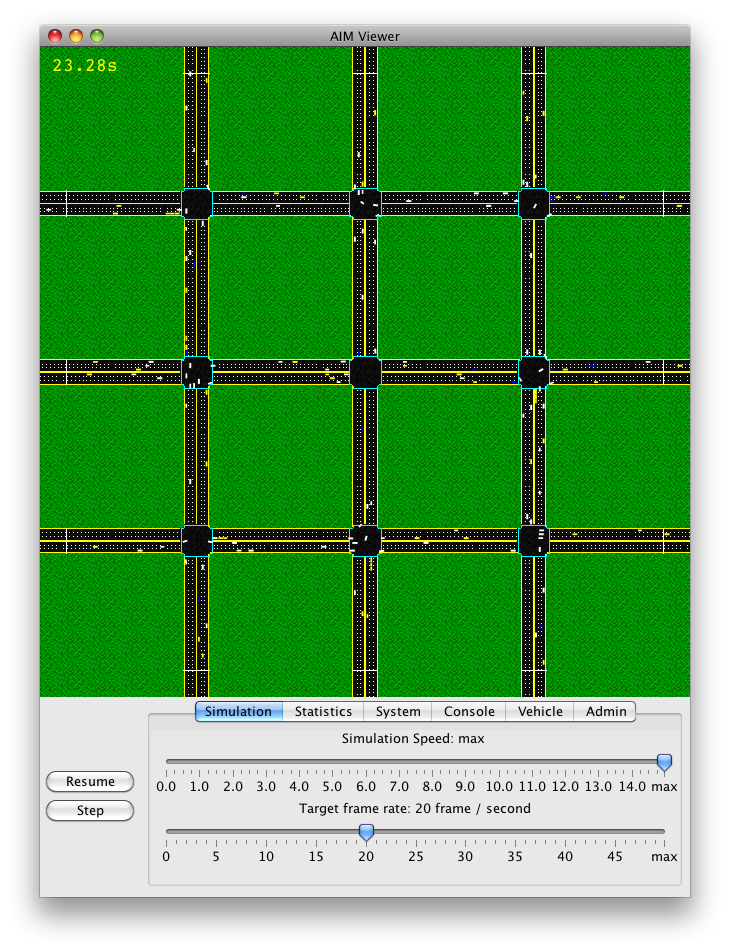 AIM Viewer
23.28s
Simulation Statistics System Console Vehicle Admin
Simulation Speed: max
Resume
0.0 1.0 2.0 3.0 4.0 5.0 6.0 7.0 8.0 9.0 10.0 11.0 12.0 13.0 14.0 max
Step
Target frame rate: 20 frame / second
0 5 10 15 20 25 30 35 40 45 max